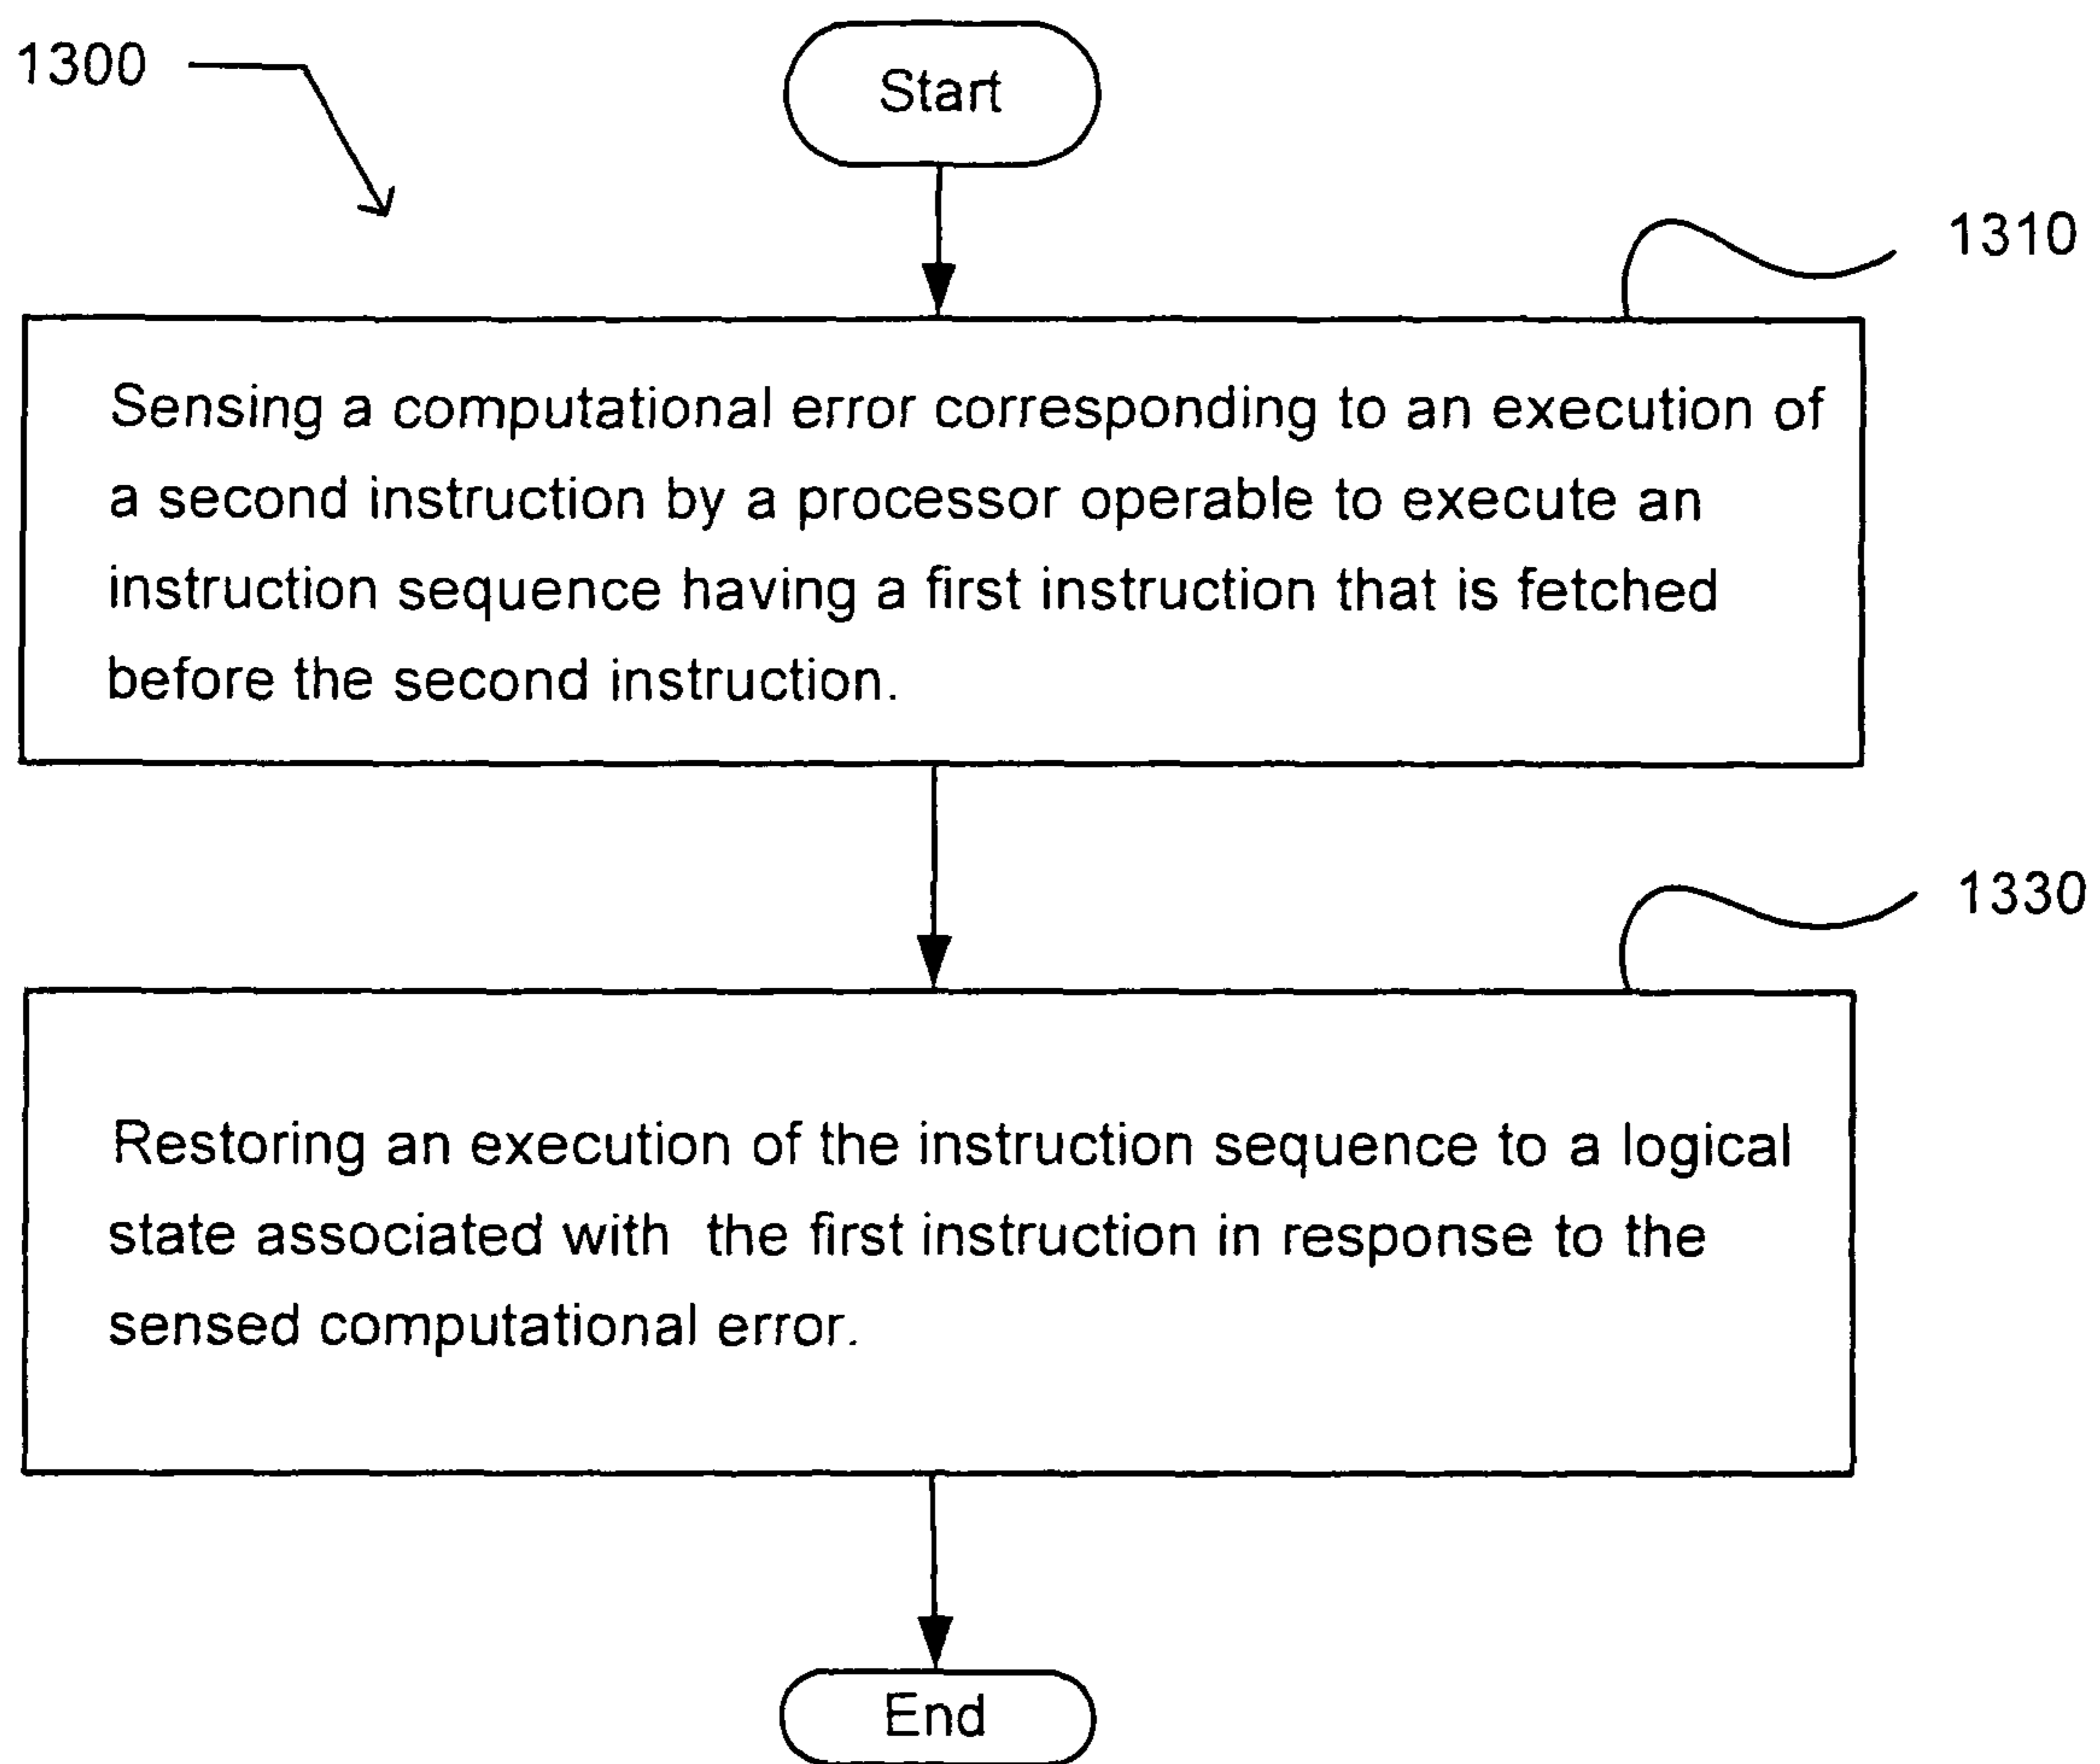 1300
Start
1310
Sensing a computational error corresponding to an execution of
a second instruction by a processor operable to execute an
instruction sequence having a first instruction that is fetched
before the second instruction.
1330
Restoring an execution of the instruction sequence to a logical
state associated with the first instruction in response to the
sensed computational error.
End